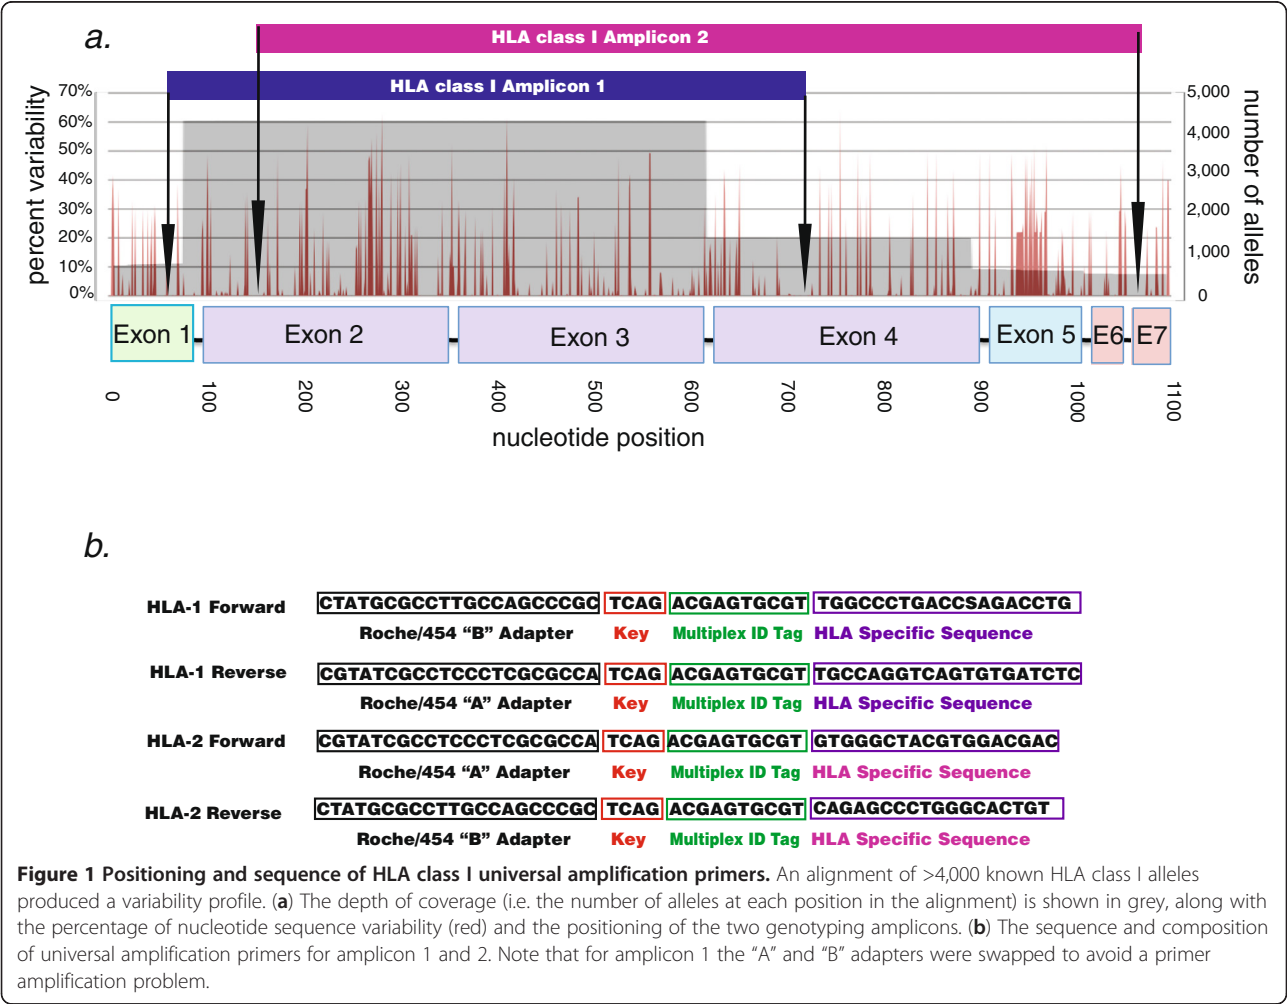 a.
HLA class I Amplicon 2
HLA class I Amplicon 1
percent variability
70%
60%
50%
40%
30%
20%
10%
0%
5,000
4,000
3,000
2,000
1,000
0
number of alleles
Exon 1 Exon 2 Exon 3 Exon 4 Exon 5 E6 E7
0 100 200 300 400 500 600 700 800 900 1000 1100
nucleotide position
b.
HLA-1 Forward CTATGCGCCTTGCCAGCCCGC TCAG ACGAGTGCGT TGGCCCTGACCSAGACCTG
Roche/454 “B” Adapter Key Multiplex ID Tag HLA Specific Sequence
HLA-1 Reverse CGTATCGCCTCCCTCGCGCCA TCAG ACGAGTGCGT TGCCAGGTCAGTGTGATCTC
Roche/454 “A” Adapter Key Multiplex ID Tag HLA Specific Sequence
HLA-2 Forward CGTATCGCCTCCCTCGCGCCA TCAG ACGAGTGCGT GTGGGCTACGTGGACGAC
Roche/454 “A” Adapter Key Multiplex ID Tag HLA Specific Sequence
HLA-2 Reverse CTATGCGCCTTGCCAGCCCGC TCAG ACGAGTGCGT CAGAGCCCTGGGCACTGT
Roche/454 “B” Adapter Key Multiplex ID Tag HLA Specific Sequence
Figure 1 Positioning and sequence of HLA class I universal amplification primers. An alignment of >4,000 known HLA class I alleles
produced a variability profile. (a) The depth of coverage (i.e. the number of alleles at each position in the alignment) is shown in grey, along with
the percentage of nucleotide sequence variability (red) and the positioning of the two genotyping amplicons. (b) The sequence and composition
of universal amplification primers for amplicon 1 and 2. Note that for amplicon 1 the “A” and “B” adapters were swapped to avoid a primer
amplification problem.